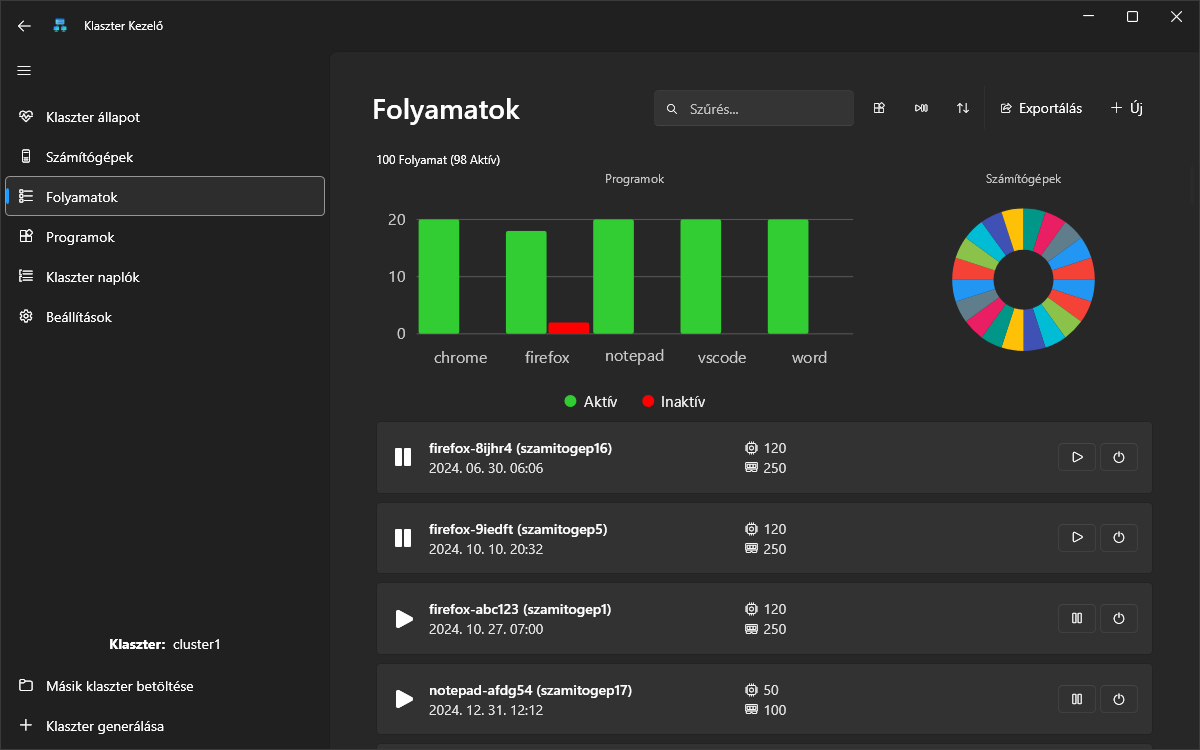 Klaszter Kezelő
Klaszter állapot
Számítógépek
Folyamatok
Programok
Klaszter naplók
Beállítások
Klaszter: cluster1
Másik klaszter betöltése
Klaszter generálása
Folyamatok
Szűrés...
Exportálás
Új
100 Folyamat (98 Aktív)
Programok
20
10
0
chrome firefox notepad vscode word
Aktív Inaktív
Számítógépek
firefox-8ijhr4 (szamitogep16) 120
2024. 06. 30. 06:06 250
firefox-9iedft (szamitogep5) 120
2024. 10. 10. 20:32 250
firefox-abc123 (szamitogep1) 120
2024. 10. 27. 07:00 250
notepad-afdg54 (szamitogep17) 50
2024. 12. 31. 12:12 100